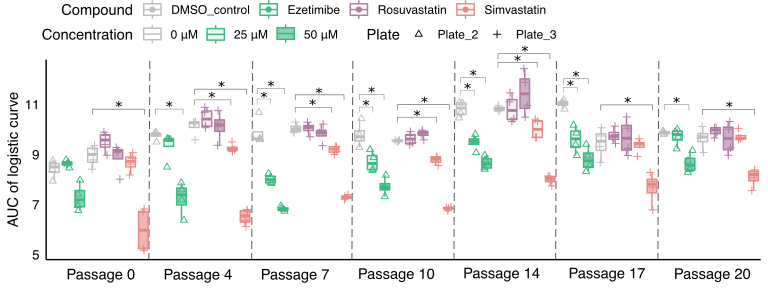 Compound DMSO_control Ezetimibe Rosuvastatin Simvastatin
Concentration 0 μM 25 μM 50 μM Plate Plate_2 Plate_3
AUC of logistic curve
11
9
7
5
* * * * * * * * * * * * * * * * * * * *
Passage 0 Passage 4 Passage 7 Passage 10 Passage 14 Passage 17 Passage 20